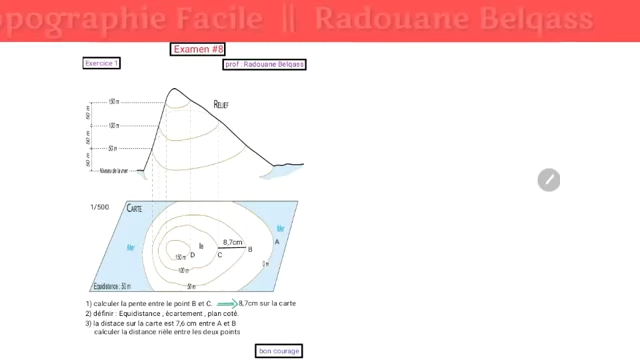 opographie Facile || Radouane Belqass
Examen #8
Exercice 1
prof : Radouane Belqass
RELIEF
150 m
100 m
50 m
Niveau de la mer
50 m
50 m
50 m
1/500
CARTE
Mer
Mer
Ile
8,7cm
A
B
C
D
150 m
100 m
50 m
0 m
Equidistance : 50 m
1) calculer la pente entre le point B et C. 8,7cm sur la carte
2) définir : Equidistance , écartement , plan coté.
3) la distace sur la carte est 7,6 cm entre A et B
calculer la distance rièle entre les deux points
bon courage